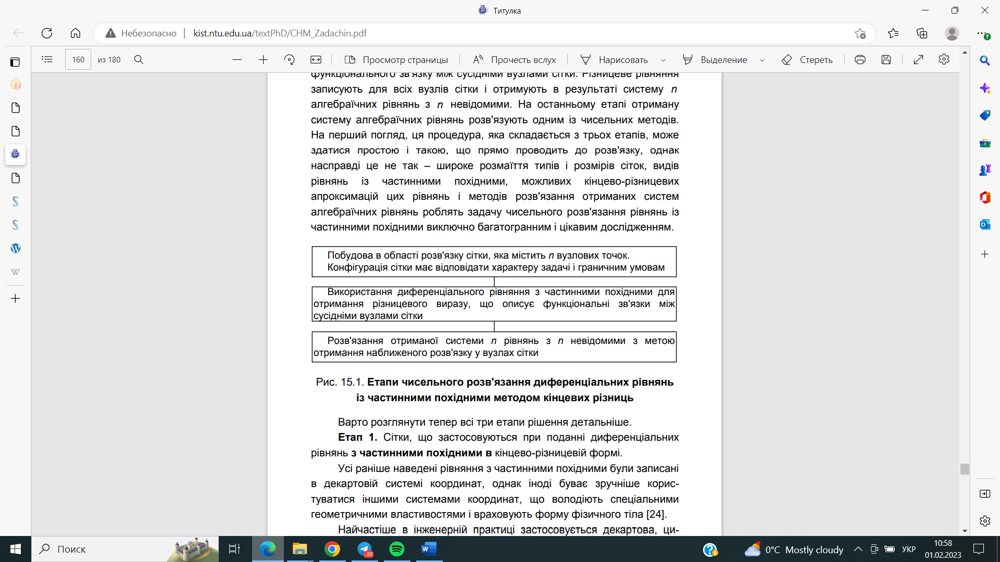 Титулка
Небезопасно
kist.ntu.edu.ua/textPhD/CHM_Zadachin.pdf
160 из 180
Просмотр страницы
Прочесть вслух
Нарисовать
Выделение
Стереть
функціонального зв'язку між сусідніми вузлами сітки. Різницеве рівняння
записують для всіх вузлів сітки і отримують в результаті систему n
алгебраїчних рівнянь з n невідомими. На останньому етапі отриману
систему алгебраїчних рівнянь розв'язують одним із чисельних методів.
На перший погляд, ця процедура, яка складається з трьох етапів, може
здатися простою і такою, що прямо проводить до розв'язку, однак
насправді це не так – широке розмаїття типів і розмірів сіток, видів
рівнянь із частинними похідними, можливих кінцево-різницевих
апроксимацій цих рівнянь і методів розв'язання отриманих систем
алгебраїчних рівнянь роблять задачу чисельного розв'язання рівнянь із
частинними похідними виключно багатогранним і цікавим дослідженням.
Побудова в області розв'язку сітки, яка містить n вузлових точок.
Конфігурація сітки має відповідати характеру задачі і граничним умовам
Використання диференціального рівняння з частинними похідними для
отримання різницевого виразу, що описує функціональні зв'язки між
сусідніми вузлами сітки
Розв'язання отриманої системи n рівнянь з n невідомими з метою
отримання наближеного розв'язку у вузлах сітки
Рис. 15.1. Етапи чисельного розв'язання диференціальних рівнянь
із частинними похідними методом кінцевих різниць
Варто розглянути тепер всі три етапи рішення детальніше.
Етап 1. Сітки, що застосовуються при поданні диференціальних
рівнянь з частинними похідними в кінцево-різницевій формі.
Усі раніше наведені рівняння з частинними похідними були записані
в декартовій системі координат, однак іноді буває зручніше корис-
туватися іншими системами координат, що володіють спеціальними
геометричними властивостями і враховують форму фізичного тіла [24].
Найчастіше в інженерній практиці застосовується декартова, ци-
Поиск
..80
0°C Mostly cloudy
УКР
10:58
01.02.2023